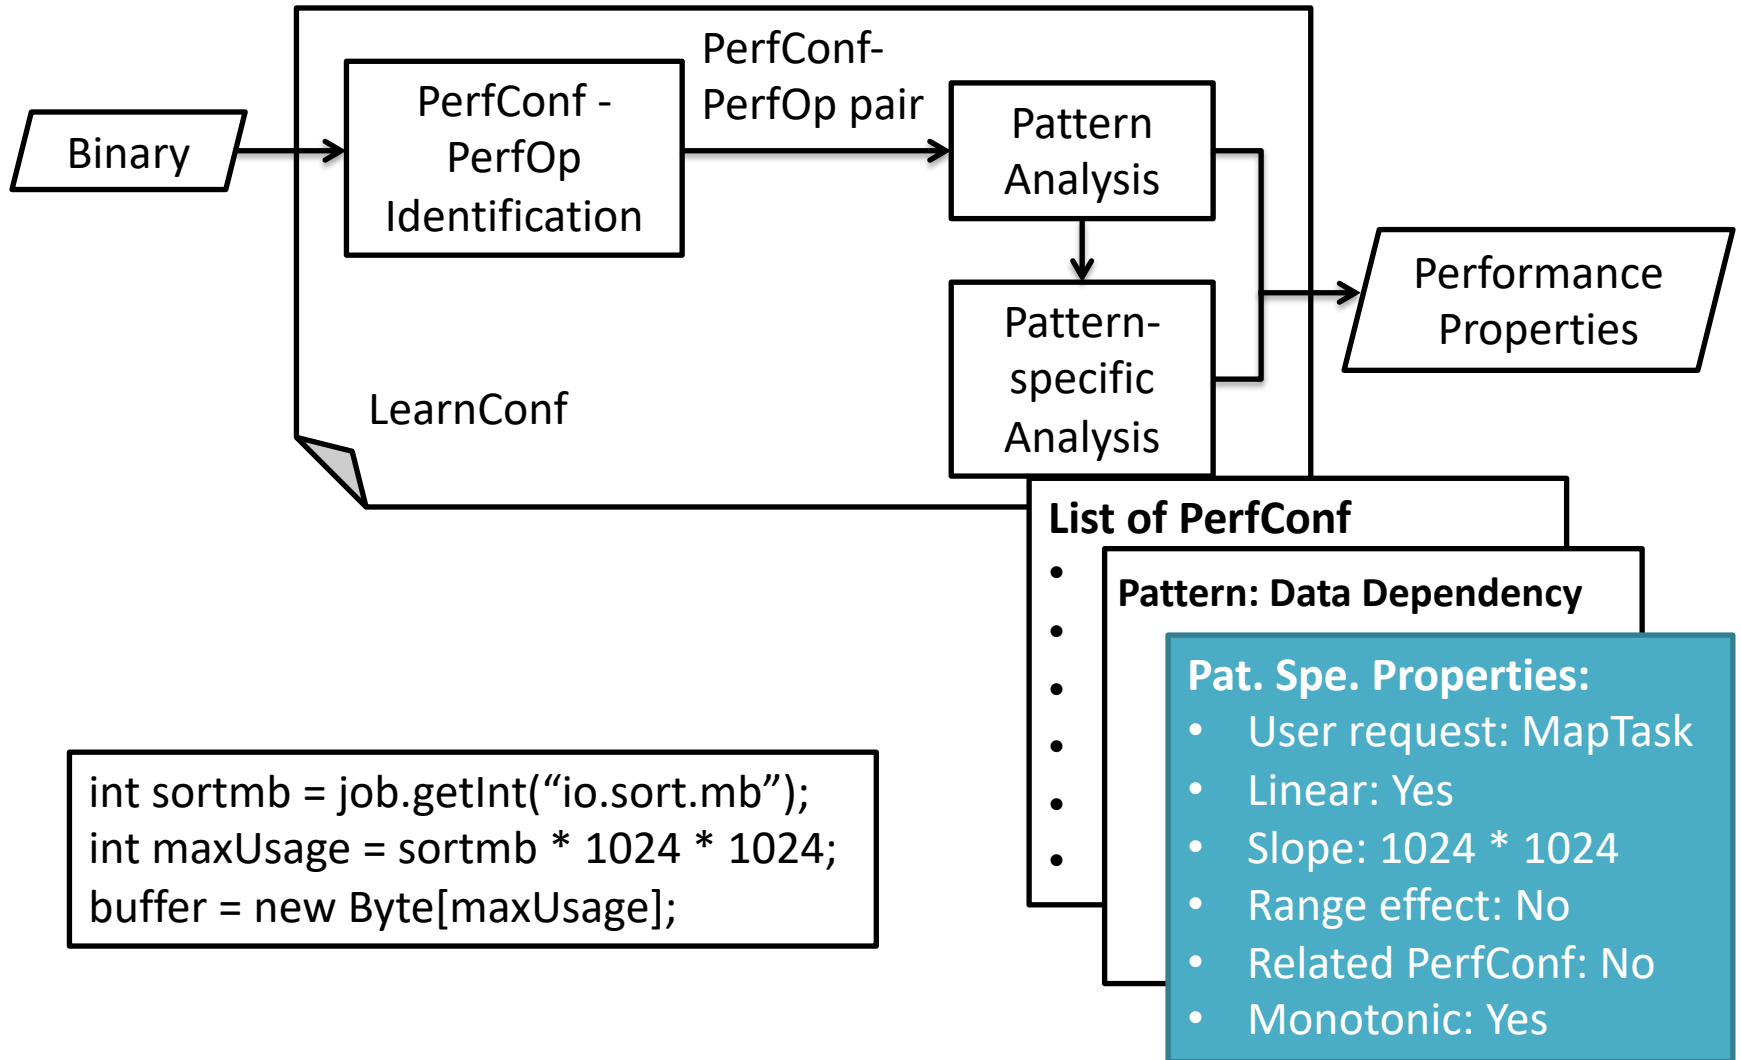 Binary
PerfConf -
PerfOp
Identification
PerfConf-
PerfOp pair
Pattern
Analysis
Pattern-
specific
Analysis
Performance
Properties
LearnConf
List of PerfConf
•
•
•
•
•
•
Pattern: Data Dependency
Pat. Spe. Properties:
• User request: MapTask
• Linear: Yes
• Slope: 1024 * 1024
• Range effect: No
• Related PerfConf: No
• Monotonic: Yes
int sortmb = job.getInt(“io.sort.mb”);
int maxUsage = sortmb * 1024 * 1024;
buffer = new Byte[maxUsage];